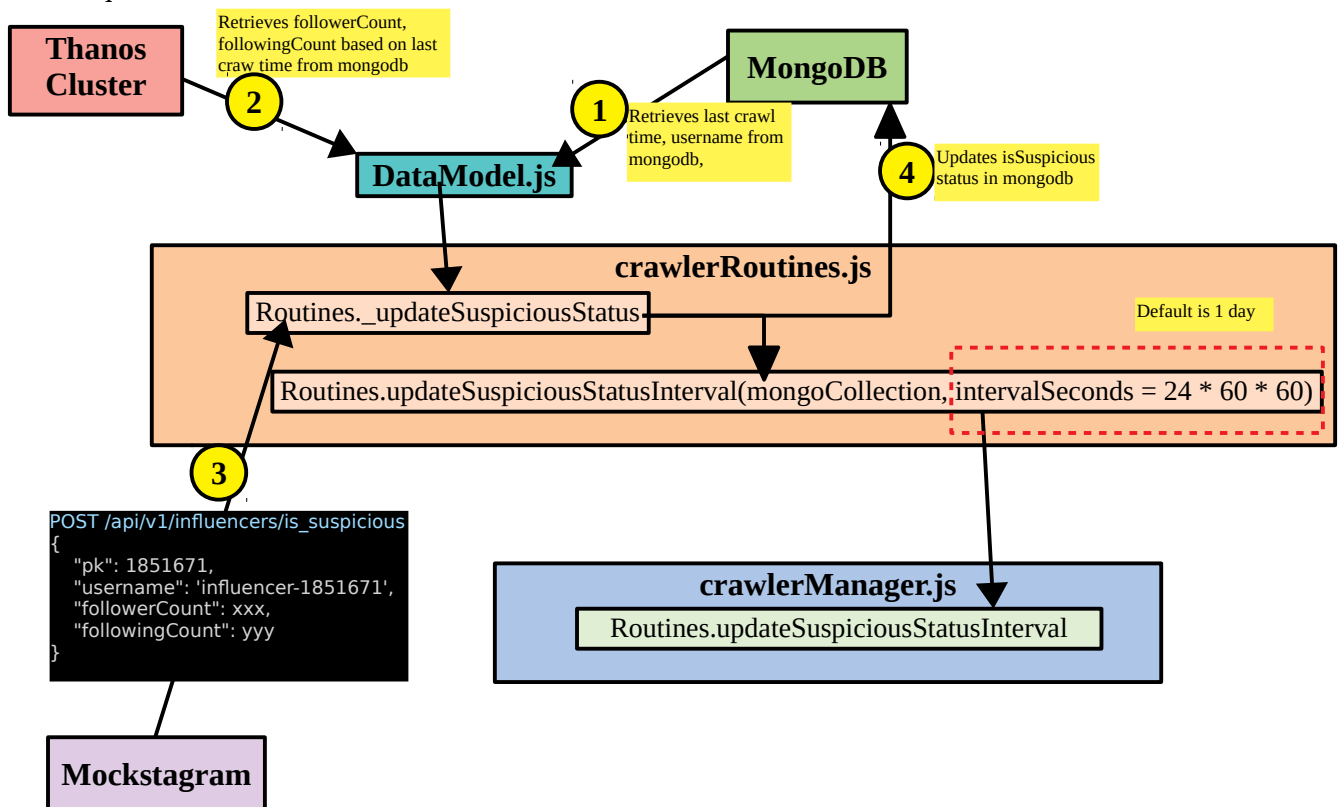 Retrieves followerCount,
followingCount based on last
craw time from mongodb
Thanos
Cluster
MongoDB
2
1
Retrieves last crawl
time, username from
mongodb,
4
Updates isSuspicious
status in mongodb
DataModel.js
crawlerRoutines.js
Routines._updateSuspiciousStatus
Default is 1 day
Routines.updateSuspiciousStatusInterval(mongoCollection, intervalSeconds = 24 * 60 * 60)
3
POST /api/v1/influencers/is_suspicious
{
"pk": 1851671,
"username": 'influencer-1851671',
"followerCount": xxx,
"followingCount": yyy
}
crawlerManager.js
Routines.updateSuspiciousStatusInterval
Mockstagram